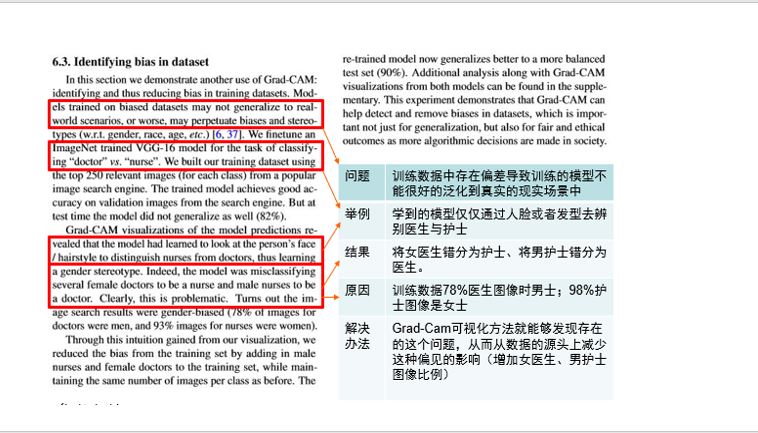 6.3. Identifying bias in dataset
In this section we demonstrate another use of Grad-CAM:
identifying and thus reducing bias in training datasets. Mod-
els trained on biased datasets may not generalize to real-
world scenarios, or worse, may perpetuate biases and stereo-
types (w.r.t. gender, race, age, etc.) [6, 37]. We finetune an
ImageNet trained VGG-16 model for the task of classify-
ing “doctor” vs. “nurse”. We built our training dataset using
the top 250 relevant images (for each class) from a popular
image search engine. The trained model achieves good ac-
curacy on validation images from the search engine. But at
test time the model did not generalize as well (82%).
Grad-CAM visualizations of the model predictions re-
vealed that the model had learned to look at the person’s face
/ hairstyle to distinguish nurses from doctors, thus learning
a gender stereotype. Indeed, the model was misclassifying
several female doctors to be a nurse and male nurses to be
a doctor. Clearly, this is problematic. Turns out the im-
age search results were gender-biased (78% of images for
doctors were men, and 93% images for nurses were women).
Through this intuition gained from our visualization, we
reduced the bias from the training set by adding in male
nurses and female doctors to the training set, while main-
taining the same number of images per class as before. The
re-trained model now generalizes better to a more balanced
test set (90%). Additional analysis along with Grad-CAM
visualizations from both models can be found in the supple-
mentary. This experiment demonstrates that Grad-CAM can
help detect and remove biases in datasets, which is impor-
tant not just for generalization, but also for fair and ethical
outcomes as more algorithmic decisions are made in society.
问题 训练数据中存在偏差导致训练的模型不
能很好的泛化到真实的现实场景中
举例 学到的模型仅仅通过人脸或者发型去辨
别医生与护士
结果 将女医生错分为护士、将男护士错分为
医生。
原因 训练数据78%医生图像时男士；98%护
士图像是女士
解决 Grad-Cam可视化方法就能够发现存在
办法 的这个问题，从而从数据的源头上减少
这种偏见的影响（增加女医生、男护士
图像比例）